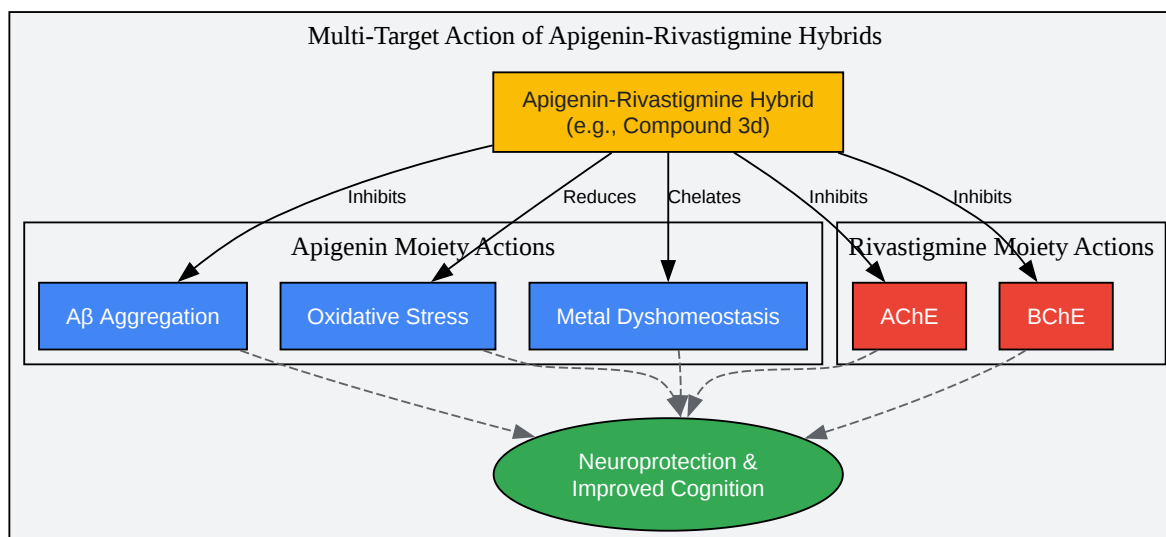 Multi-Target Action of Apigenin-Rivastigmine Hybrids
Apigenin-Rivastigmine Hybrid
(e.g., Compound 3d)
Inhibits
Reduces
Chelates
Inhibits
Inhibits
Apigenin Moiety Actions
Rivastigmine Moiety Actions
Aβ Aggregation
Oxidative Stress
Metal Dyshomeostasis
AChE
BChE
Neuroprotection &
Improved Cognition